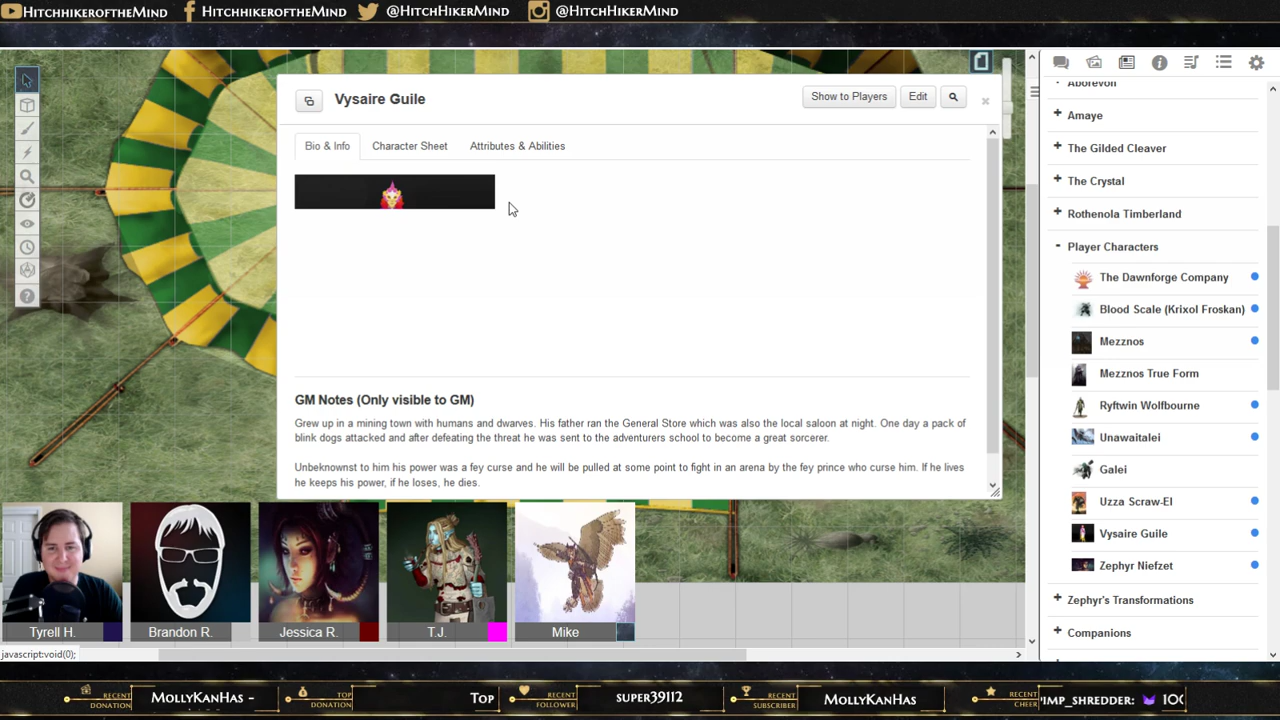 HitchhikeroftheMind HitchhikeroftheMind @HitchHikerMind @HitchHikerMind
Vysaire Guile
Show to Players Edit
Bio & Info Character Sheet Attributes & Abilities
GM Notes (Only visible to GM)
Grew up in a mining town with humans and dwarves. His father ran the General Store which was also the local saloon at night. One day a pack of
blink dogs attacked and after defeating the threat he was sent to the adventurers school to become a great sorcerer.
Unbeknownst to him his power was a fey curse and he will be pulled at some point to fight in an arena by the fey prince who curse him. If he lives
he keeps his power, if he loses, he dies.
Aborevon
Amaye
The Gilded Cleaver
The Crystal
Rothenola Timberland
Player Characters
The Dawnforge Company
Blood Scale (Krixol Froskan)
Mezznos
Mezznos True Form
Ryftwin Wolfbourne
Unawaitalei
Galei
Uzza Scraw-El
Vysaire Guile
Zephyr Niefzet
Zephyr's Transformations
Companions
Tyrell H. Brandon R. Jessica R. T.J. Mike
javascript:void(0);
Recent Donation MollyKanHas - Top Donation Top Recent Follower super39112 Recent Subscriber MollyKanHas Recent Cheer imp_shredder: 100